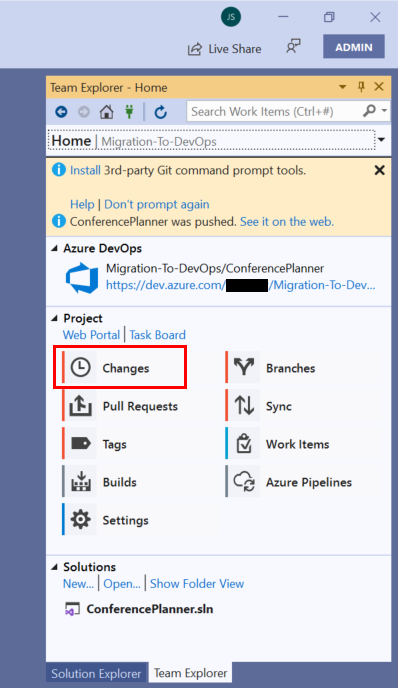 JS
Live Share
ADMIN
Team Explorer - Home
Search Work Items (Ctrl+#)
Home | Migration-To-DevOps
Install 3rd-party Git command prompt tools.
Help | Don't prompt again
ConferencePlanner was pushed. See it on the web.
Azure DevOps
Migration-To-DevOps/ConferencePlanner
https://dev.azure.com/ /Migration-To-Dev...
Project
Web Portal | Task Board
Changes
Branches
Pull Requests
Sync
Tags
Work Items
Builds
Azure Pipelines
Settings
Solutions
New... | Open... | Show Folder View
ConferencePlanner.sln
Solution Explorer
Team Explorer